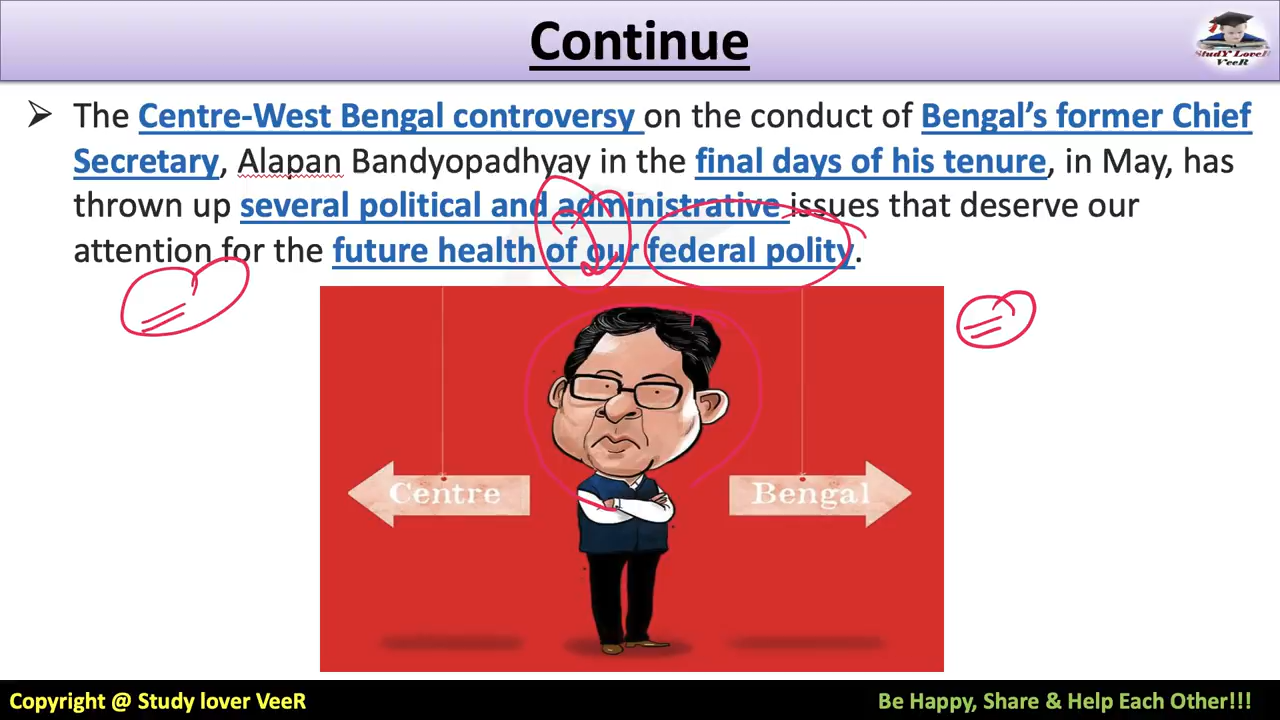 Continue
StudY LoveR
VeeR
➢ The Centre-West Bengal controversy on the conduct of Bengal’s former Chief
Secretary, Alapan Bandyopadhyay in the final days of his tenure, in May, has
thrown up several political and administrative issues that deserve our
attention for the future health of our federal polity.
Centre
Bengal
Copyright @ Study lover VeeR
Be Happy, Share & Help Each Other!!!